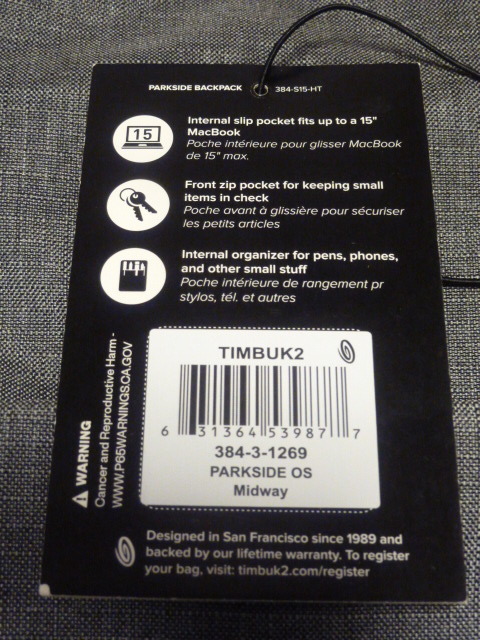 PARKSIDE BACKPACK 384-S15-HT
15
Internal slip pocket fits up to a 15"
MacBook
Poche intérieure pour glisser MacBook
de 15" max.
Front zip pocket for keeping small
items in check
Poche avant à glissière pour sécuriser
les petits articles
Internal organizer for pens, phones,
and other small stuff
Poche intérieure de rangement pr
stylos, tél. et autres
WARNING
Cancer and Reproductive Harm -
WWW.P65WARNINGS.CA.GOV
TIMBUK2
6 31364 53987 7
384-3-1269
PARKSIDE OS
Midway
Designed in San Francisco since 1989 and
backed by our lifetime warranty. To register
your bag, visit: timbuk2.com/register